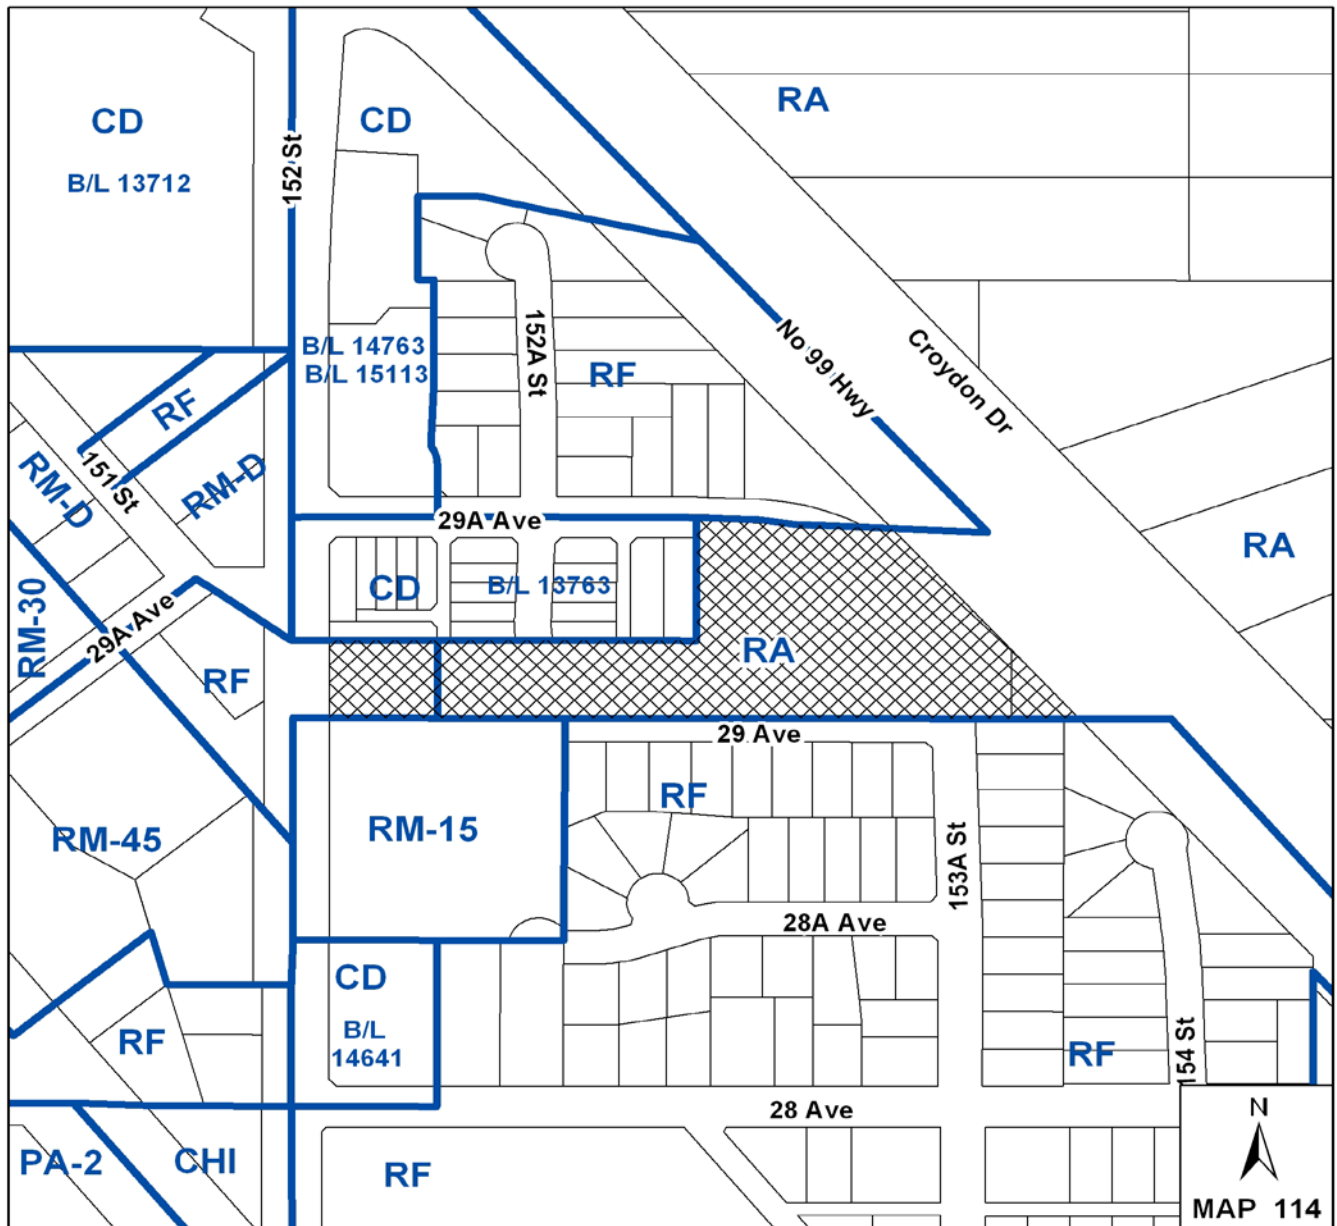 RA
CD
CD
152 St
B/L 13712
152A St
No 99 Hwy
Croydon Dr
B/L 14763
B/L 15113
RF
RF
RM-D
151 St
RM-D
29A Ave
RA
CD
B/L 13763
RM-30
29A Ave
RA
RF
29 Ave
RF
RM-15
RM-45
153A St
28A Ave
CD
B/L
14641
RF
RF
154 St
28 Ave
N
PA-2
CHI
RF
MAP 114